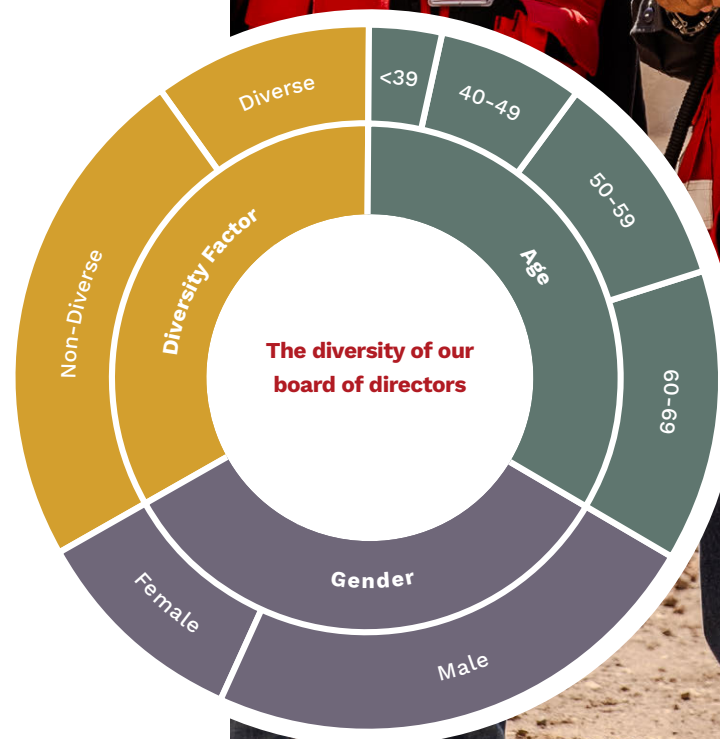 The diversity of our
board of directors
Diversity Factor
Diverse
Non-Diverse
Age
<39
40-49
50-59
60-69
Gender
Female
Male